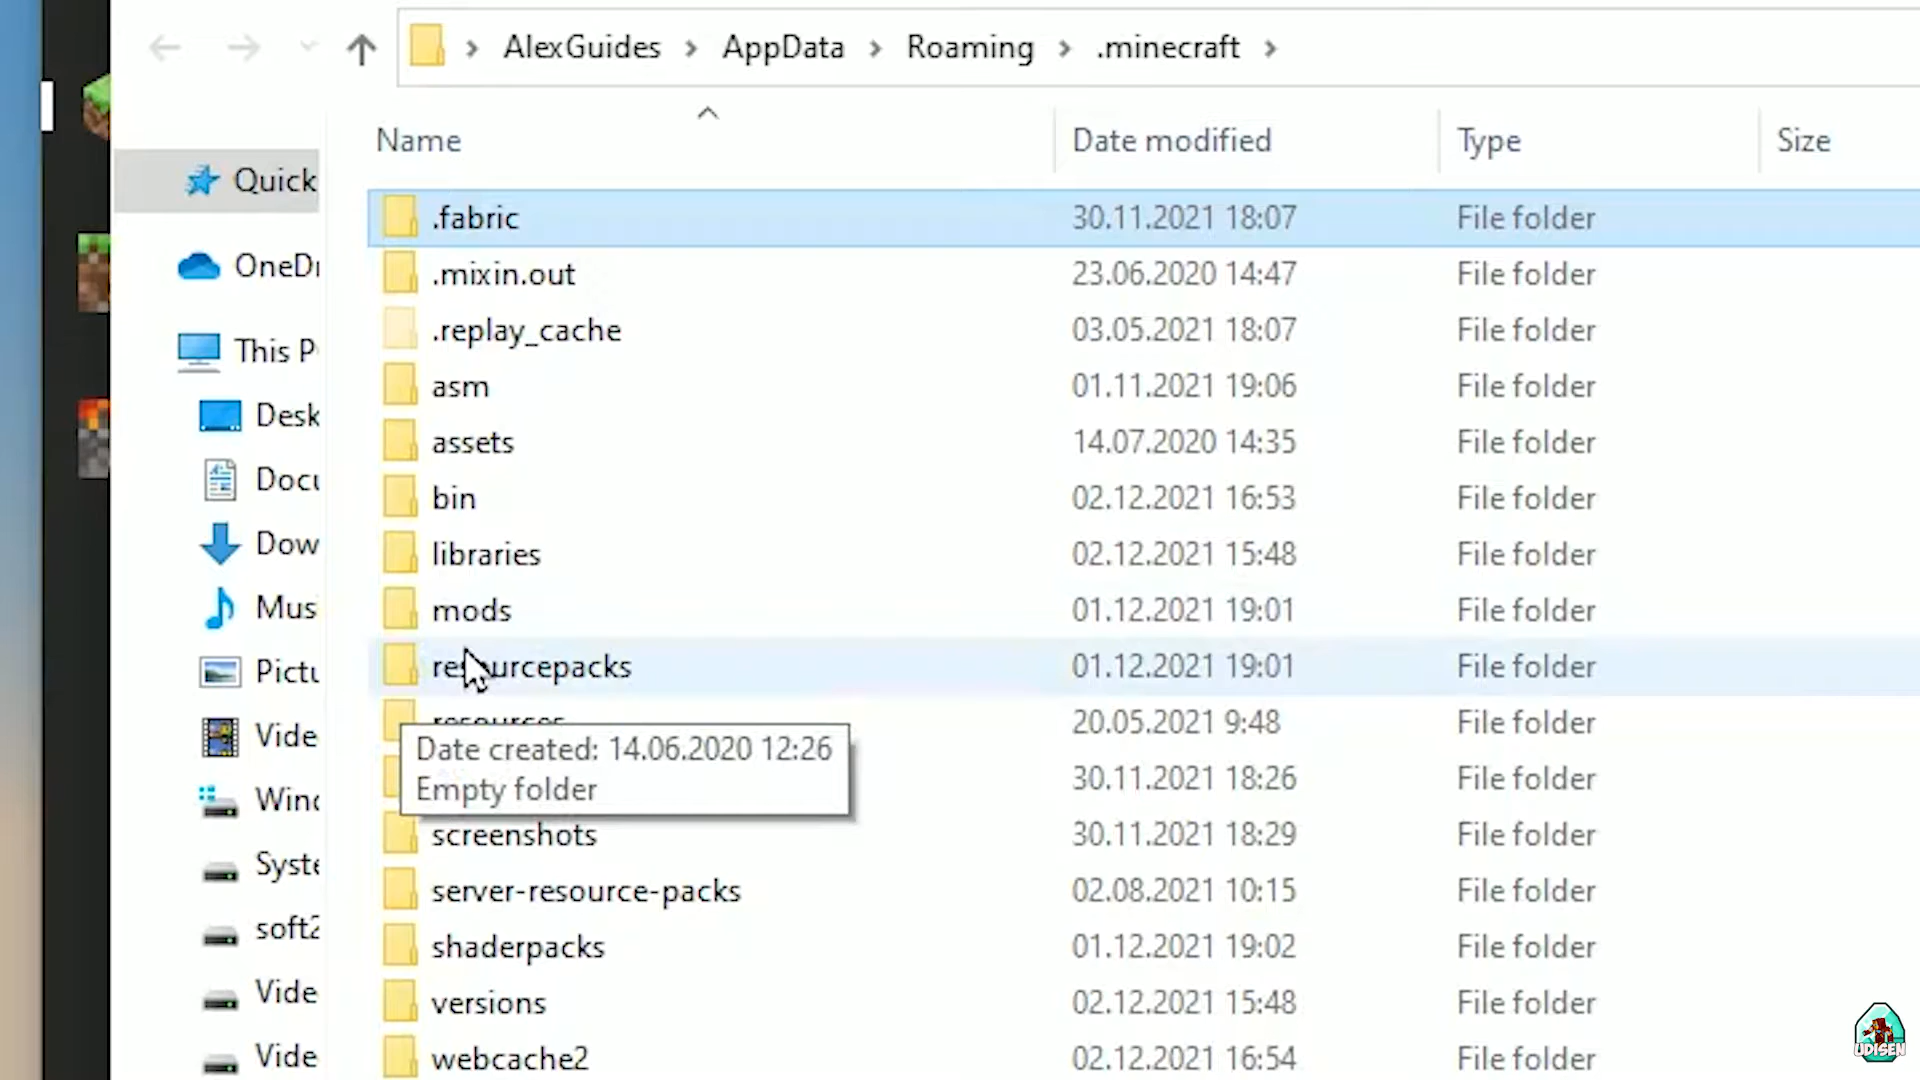 AlexGuides > AppData > Roaming > .minecraft >
Name Date modified Type Size
Quick
.fabric 30.11.2021 18:07 File folder
OneDr
.mixin.out 23.06.2020 14:47 File folder
.replay_cache 03.05.2021 18:07 File folder
This P
asm 01.11.2021 19:06 File folder
Desk
assets 14.07.2020 14:35 File folder
Docu
bin 02.12.2021 16:53 File folder
Dow
libraries 02.12.2021 15:48 File folder
Mus
mods 01.12.2021 19:01 File folder
Pictu
resourcepacks 01.12.2021 19:01 File folder
resources 20.05.2021 9:48 File folder
Vide
Date created: 14.06.2020 12:26
Empty folder
30.11.2021 18:26 File folder
Wind
screenshots 30.11.2021 18:29 File folder
Syste
server-resource-packs 02.08.2021 10:15 File folder
soft2
shaderpacks 01.12.2021 19:02 File folder
Vide
versions 02.12.2021 15:48 File folder
Vide
webcache2 02.12.2021 16:54 File folder
UDISEN